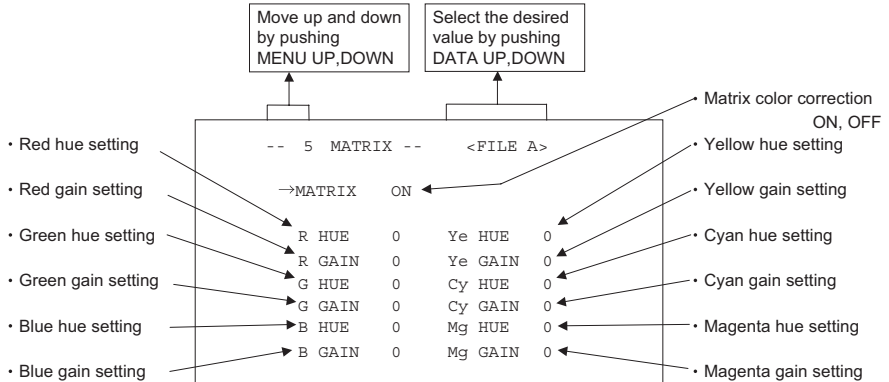 Move up and down
by pushing
MENU UP,DOWN
Select the desired
value by pushing
DATA UP,DOWN
・Matrix color correction
ON, OFF
・Red hue setting
-- 5 MATRIX -- <FILE A>
・Yellow hue setting
・Red gain setting
→MATRIX ON
・Yellow gain setting
・Green hue setting
R HUE 0 Ye HUE 0
・Cyan hue setting
R GAIN 0 Ye GAIN 0
・Green gain setting
G HUE 0 Cy HUE 0
・Cyan gain setting
G GAIN 0 Cy GAIN 0
・Blue hue setting
B HUE 0 Mg HUE 0
・Magenta hue setting
B GAIN 0 Mg GAIN 0
・Blue gain setting
・Magenta gain setting